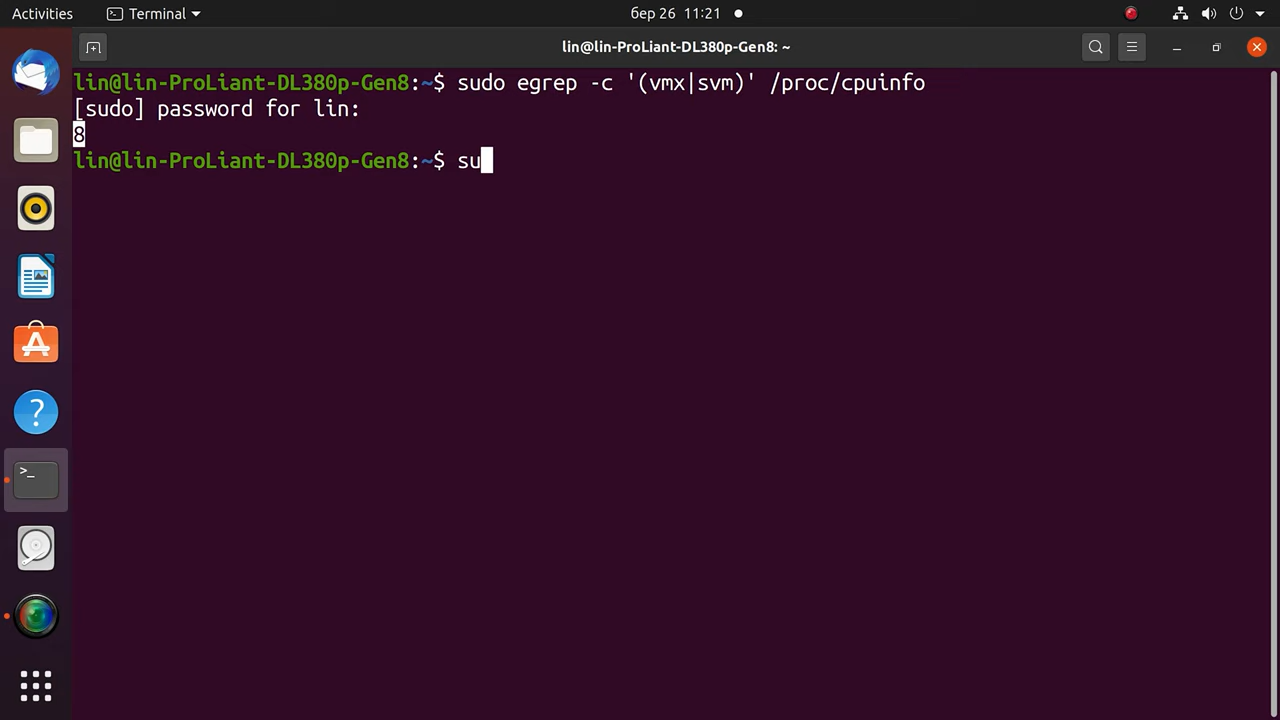 Activities
Terminal
бер 26 11:21
lin@lin-ProLiant-DL380p-Gen8: ~
lin@lin-ProLiant-DL380p-Gen8:~$ sudo egrep -c '(vmx|svm)' /proc/cpuinfo
[sudo] password for lin:
8
lin@lin-ProLiant-DL380p-Gen8:~$ su